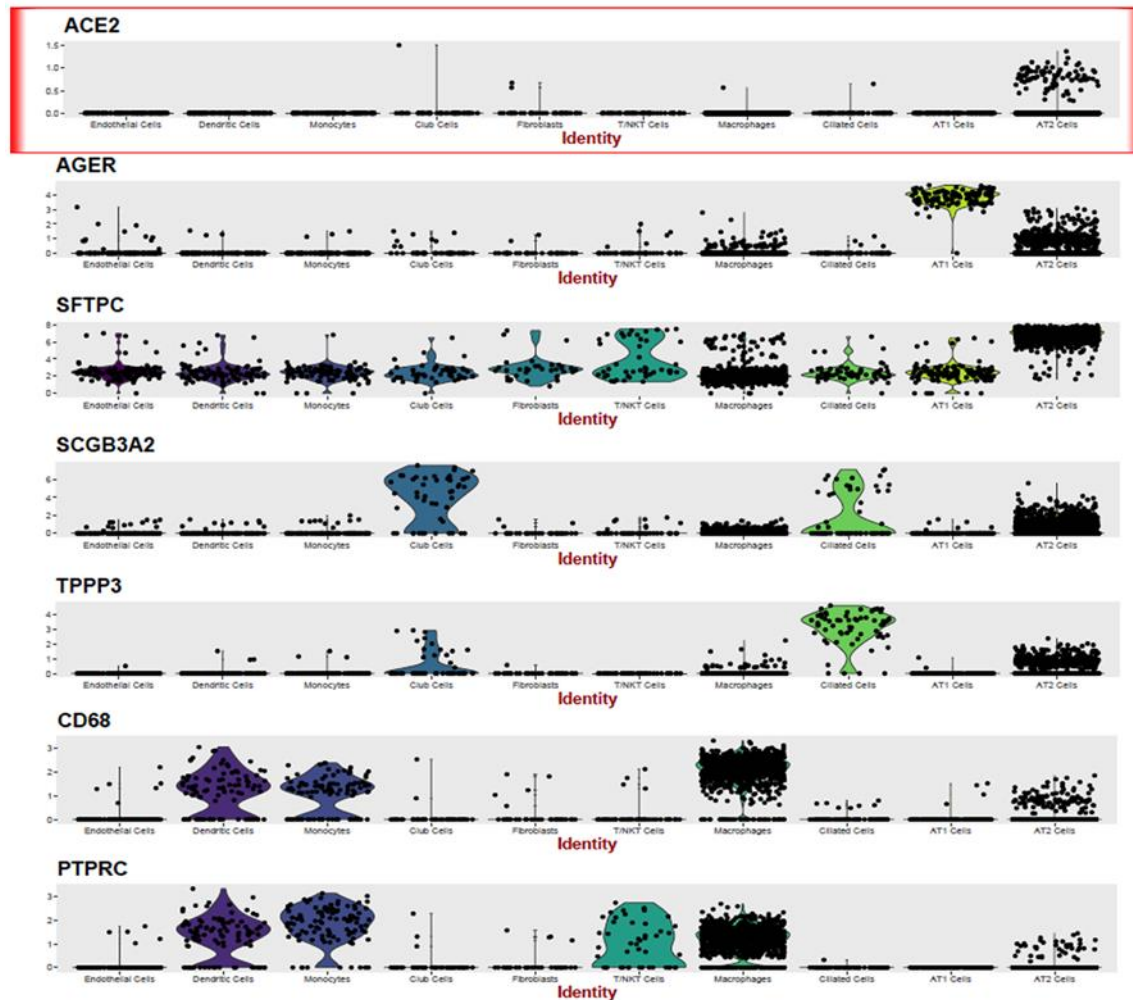 ACE2
1.5
1.0
0.5
0.0
Endothelial Cells Dendritic Cells Monocytes Club Cells Fibroblasts T/NKT Cells Macrophages Ciliated Cells AT1 Cells AT2 Cells
Identity
AGER
4
3
2
1
0
Endothelial Cells Dendritic Cells Monocytes Club Cells Fibroblasts T/NKT Cells Macrophages Ciliated Cells AT1 Cells AT2 Cells
Identity
SFTPC
8
6
4
2
0
Endothelial Cells Dendritic Cells Monocytes Club Cells Fibroblasts T/NKT Cells Macrophages Ciliated Cells AT1 Cells AT2 Cells
Identity
SCGB3A2
6
4
2
0
Endothelial Cells Dendritic Cells Monocytes Club Cells Fibroblasts T/NKT Cells Macrophages Ciliated Cells AT1 Cells AT2 Cells
Identity
TPPP3
4
3
2
1
0
Endothelial Cells Dendritic Cells Monocytes Club Cells Fibroblasts T/NKT Cells Macrophages Ciliated Cells AT1 Cells AT2 Cells
Identity
CD68
3
2
1
0
Endothelial Cells Dendritic Cells Monocytes Club Cells Fibroblasts T/NKT Cells Macrophages Ciliated Cells AT1 Cells AT2 Cells
Identity
PTPRC
3
2
1
0
Endothelial Cells Dendritic Cells Monocytes Club Cells Fibroblasts T/NKT Cells Macrophages Ciliated Cells AT1 Cells AT2 Cells
Identity